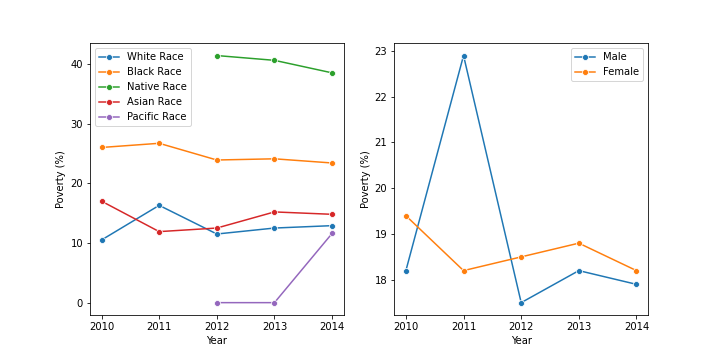 White Race
Black Race
Native Race
Asian Race
Pacific Race
Poverty (%)
40
30
20
10
0
2010 2011 2012 2013 2014
Year
Male
Female
Poverty (%)
23
22
21
20
19
18
2010 2011 2012 2013 2014
Year